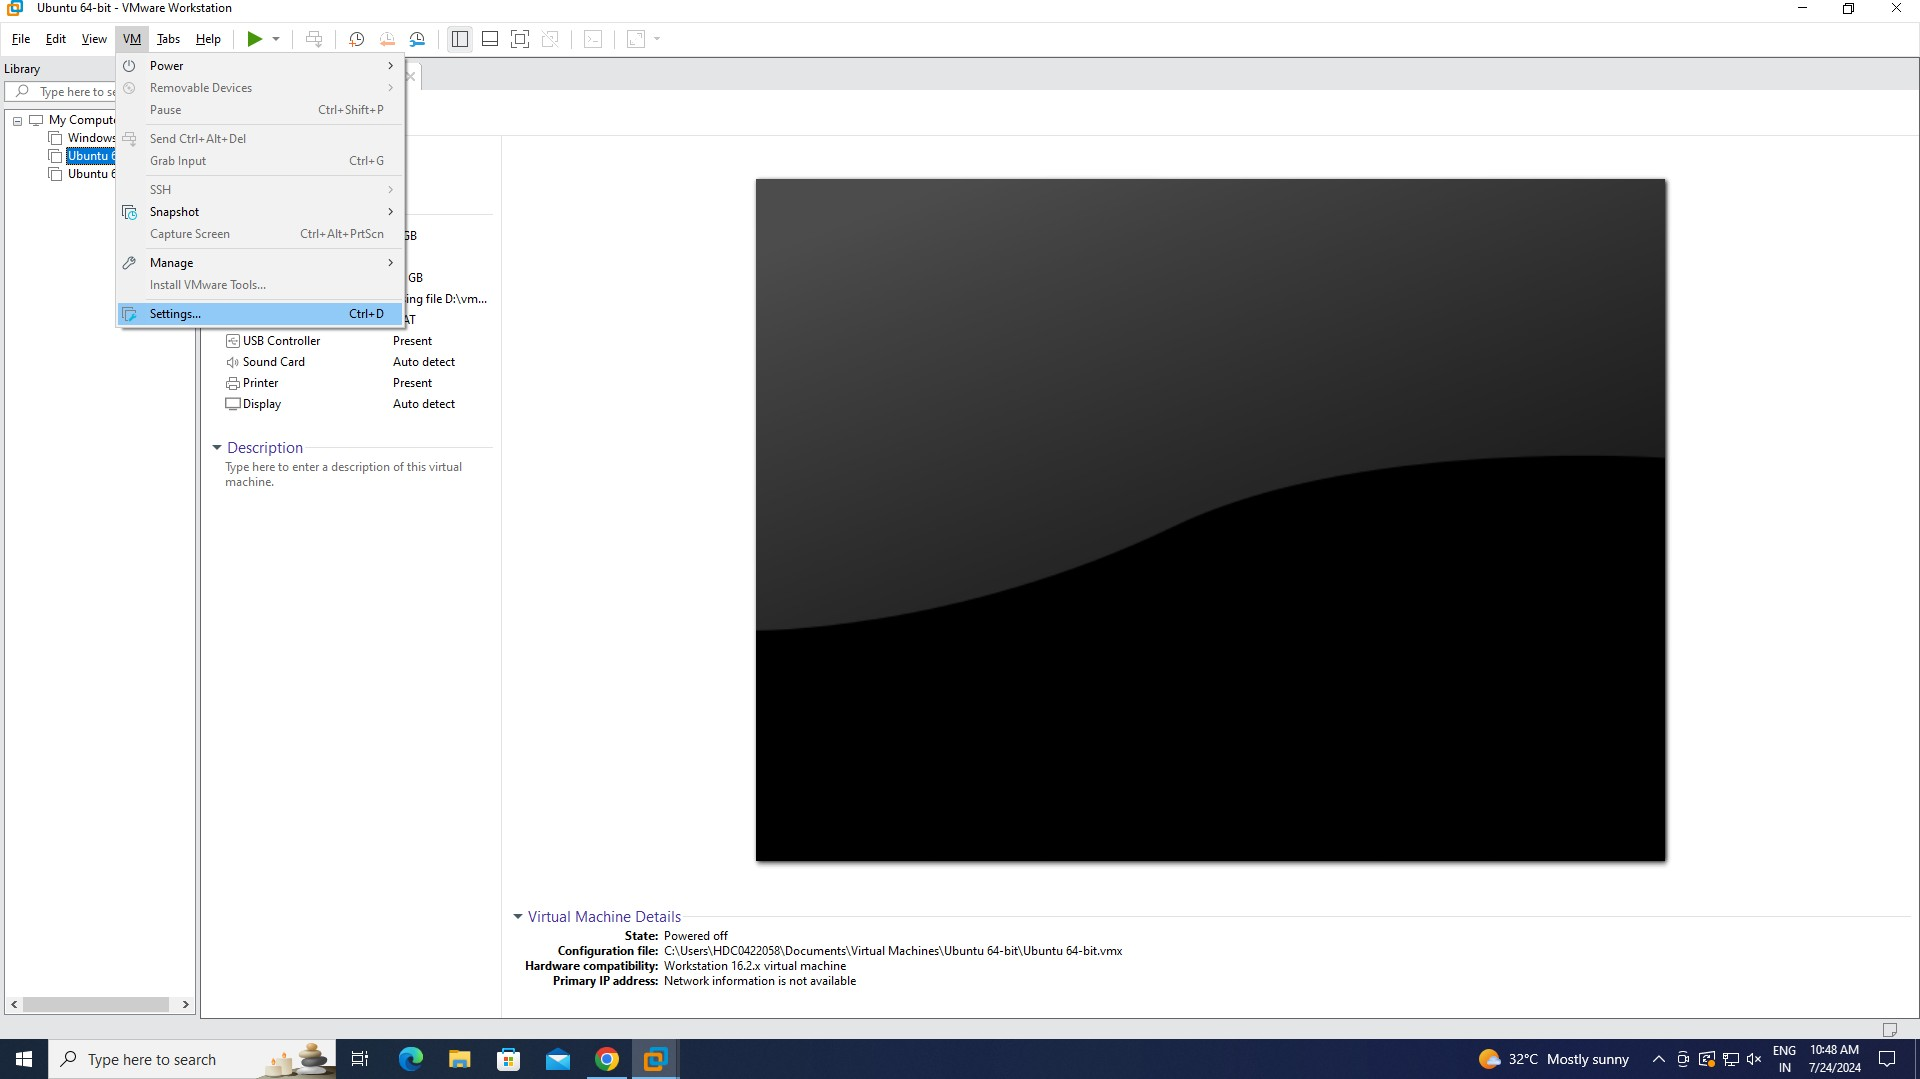 Ubuntu 64-bit - VMware Workstation
File Edit View VM Tabs Help
Library
Type here to se
My Compute
Windows
Ubuntu 6
Ubuntu 6
Power
Removable Devices
Pause Ctrl+Shift+P
Send Ctrl+Alt+Del
Grab Input Ctrl+G
SSH
Snapshot
Capture Screen Ctrl+Alt+PrtScn
Manage
Install VMware Tools...
Settings... Ctrl+D
GB
GB
ing file D:\vm...
AT
USB Controller Present
Sound Card Auto detect
Printer Present
Display Auto detect
Description
Type here to enter a description of this virtual
machine.
Virtual Machine Details
State: Powered off
Configuration file: C:\Users\HDC0422058\Documents\Virtual Machines\Ubuntu 64-bit\Ubuntu 64-bit.vmx
Hardware compatibility: Workstation 16.2.x virtual machine
Primary IP address: Network information is not available
Type here to search
32°C Mostly sunny
ENG
IN
10:48 AM
7/24/2024